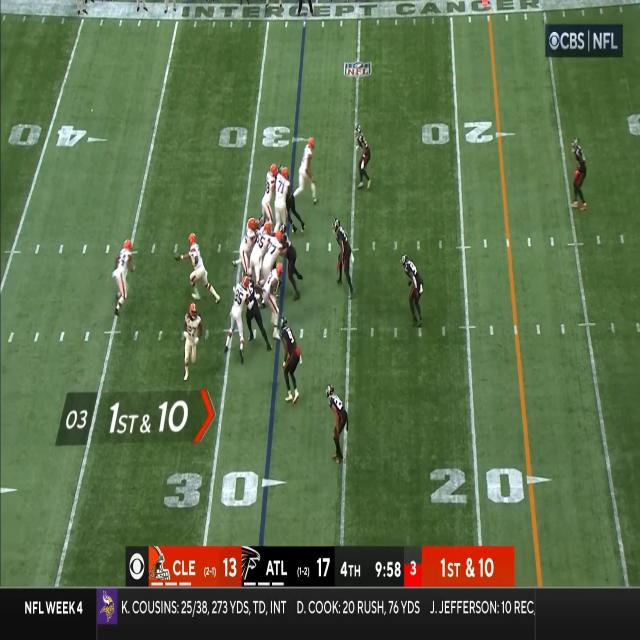 INTERCEPT CANCER
CBS NFL
NFL
40 30 20
71
03 1ST & 10
30 20
CLE (2-1) 13 ATL (1-2) 17 4TH 9:58 3 1ST & 10
NFL WEEK 4 K. COUSINS: 25/38, 273 YDS, TD, INT D. COOK: 20 RUSH, 76 YDS J. JEFFERSON: 10 REC,